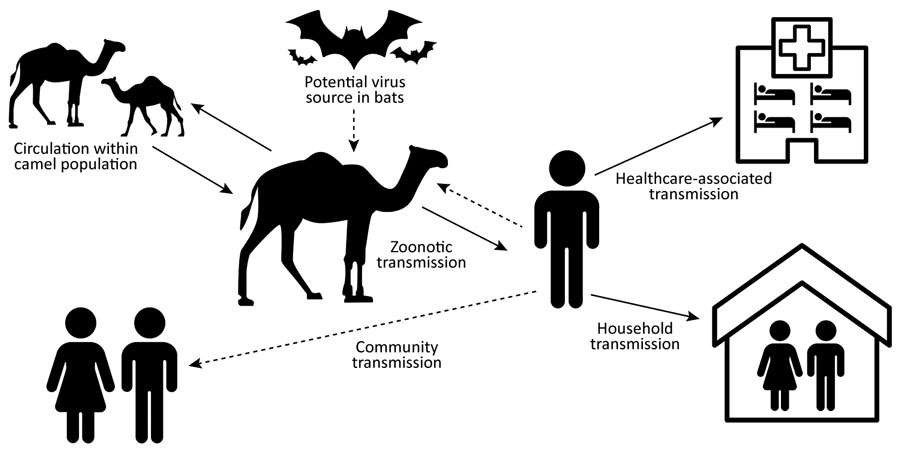 Potential virus
source in bats
Circulation within
camel population
Healthcare-associated
transmission
Zoonotic
transmission
Household
transmission
Community
transmission